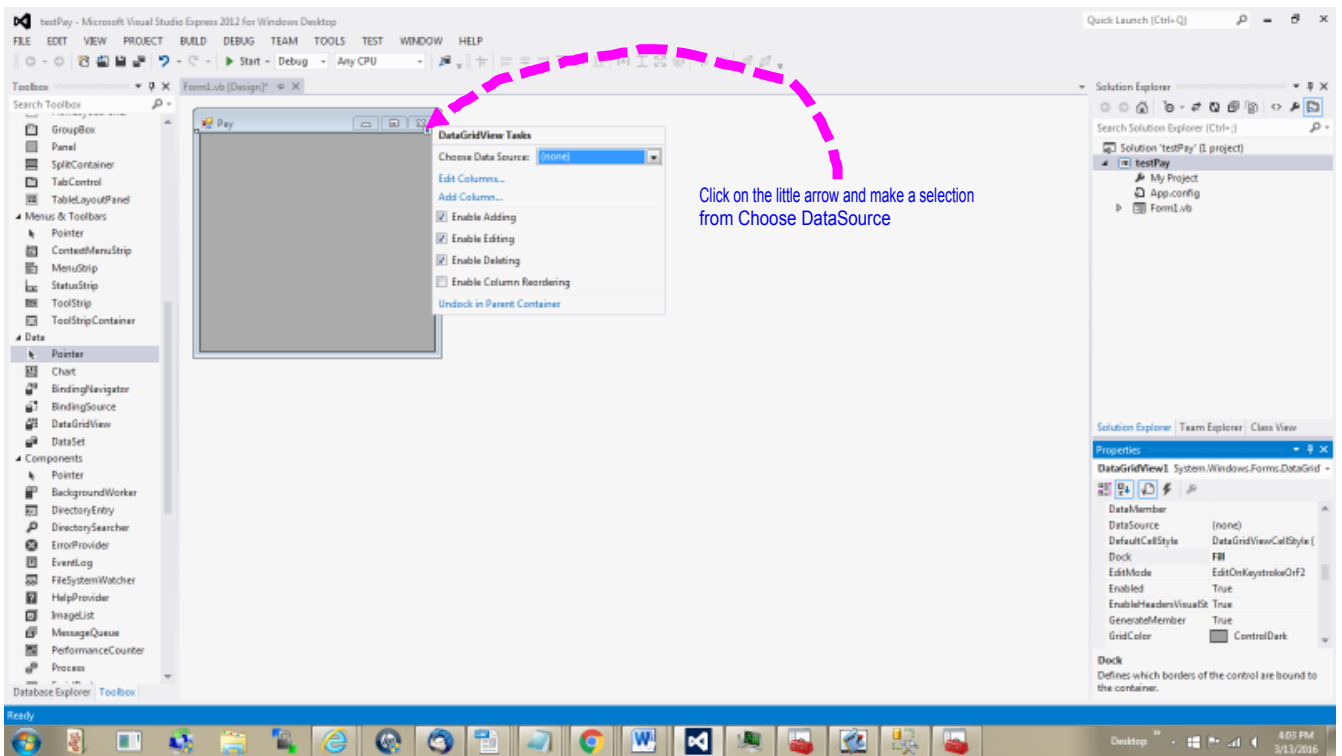 testPay - Microsoft Visual Studio Express 2012 for Windows Desktop
Quick Launch (Ctrl+Q)
FILE EDIT VIEW PROJECT BUILD DEBUG TEAM TOOLS TEST WINDOW HELP
Start - Debug - Any CPU
Toolbox
Form1.vb [Design]*
Solution Explorer
Search Toolbox
Search Solution Explorer (Ctrl+;)
GroupBox
Panel
SplitContainer
TabControl
TableLayoutPanel
Menus & Toolbars
Pointer
ContextMenuStrip
MenuStrip
StatusStrip
ToolStrip
ToolStripContainer
Data
Pointer
Chart
BindingNavigator
BindingSource
DataGridView
DataSet
Components
Pointer
BackgroundWorker
DirectoryEntry
DirectorySearcher
ErrorProvider
EventLog
FileSystemWatcher
HelpProvider
ImageList
MessageQueue
PerformanceCounter
Process
Database Explorer Toolbox
Pay
DataGridView Tasks
Choose Data Source: (none)
Edit Columns...
Add Column...
Enable Adding
Enable Editing
Enable Deleting
Enable Column Reordering
Undock in Parent Container
Click on the little arrow and make a selection
from Choose DataSource
Solution 'testPay' (1 project)
testPay
My Project
App.config
Form1.vb
Solution Explorer Team Explorer Class View
Properties
DataGridView1 System.Windows.Forms.DataGrid
DataMember
DataSource (none)
DefaultCellStyle DataGridViewCellStyle {
Dock Fill
EditMode EditOnKeystrokeOrF2
Enabled True
EnableHeadersVisualSt True
GenerateMember True
GridColor ControlDark
Dock
Defines which borders of the control are bound to
the container.
Ready
Desktop
4:03 PM
3/13/2016